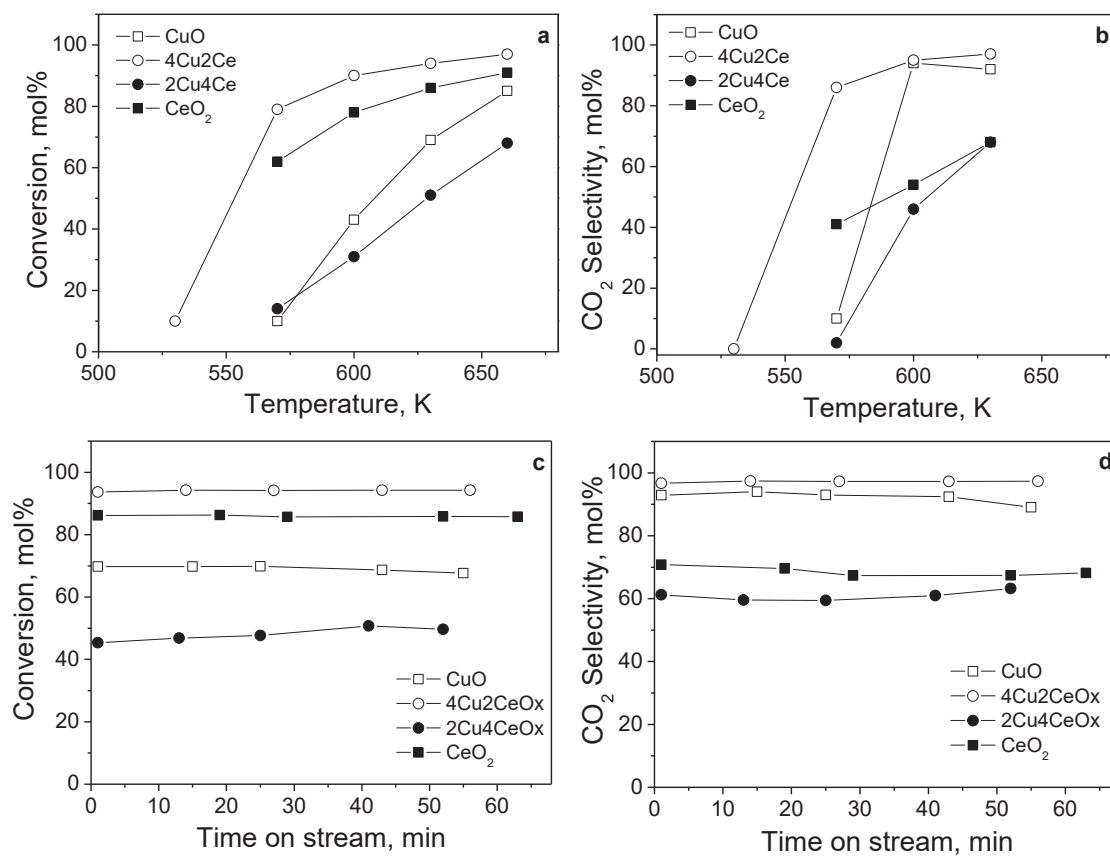 a
CuO
4Cu2Ce
2Cu4Ce
CeO₂
Conversion, mol%
100
80
60
40
20
0
500 550 600 650
Temperature, K
b
CuO
4Cu2Ce
2Cu4Ce
CeO₂
CO₂ Selectivity, mol%
100
80
60
40
20
0
500 550 600 650
Temperature, K
c
Conversion, mol%
100
80
60
40
20
0
CuO
4Cu2CeOx
2Cu4CeOx
CeO₂
0 10 20 30 40 50 60
Time on stream, min
d
CO₂ Selectivity, mol%
100
80
60
40
20
0
CuO
4Cu2CeOx
2Cu4CeOx
CeO₂
0 10 20 30 40 50 60
Time on stream, min